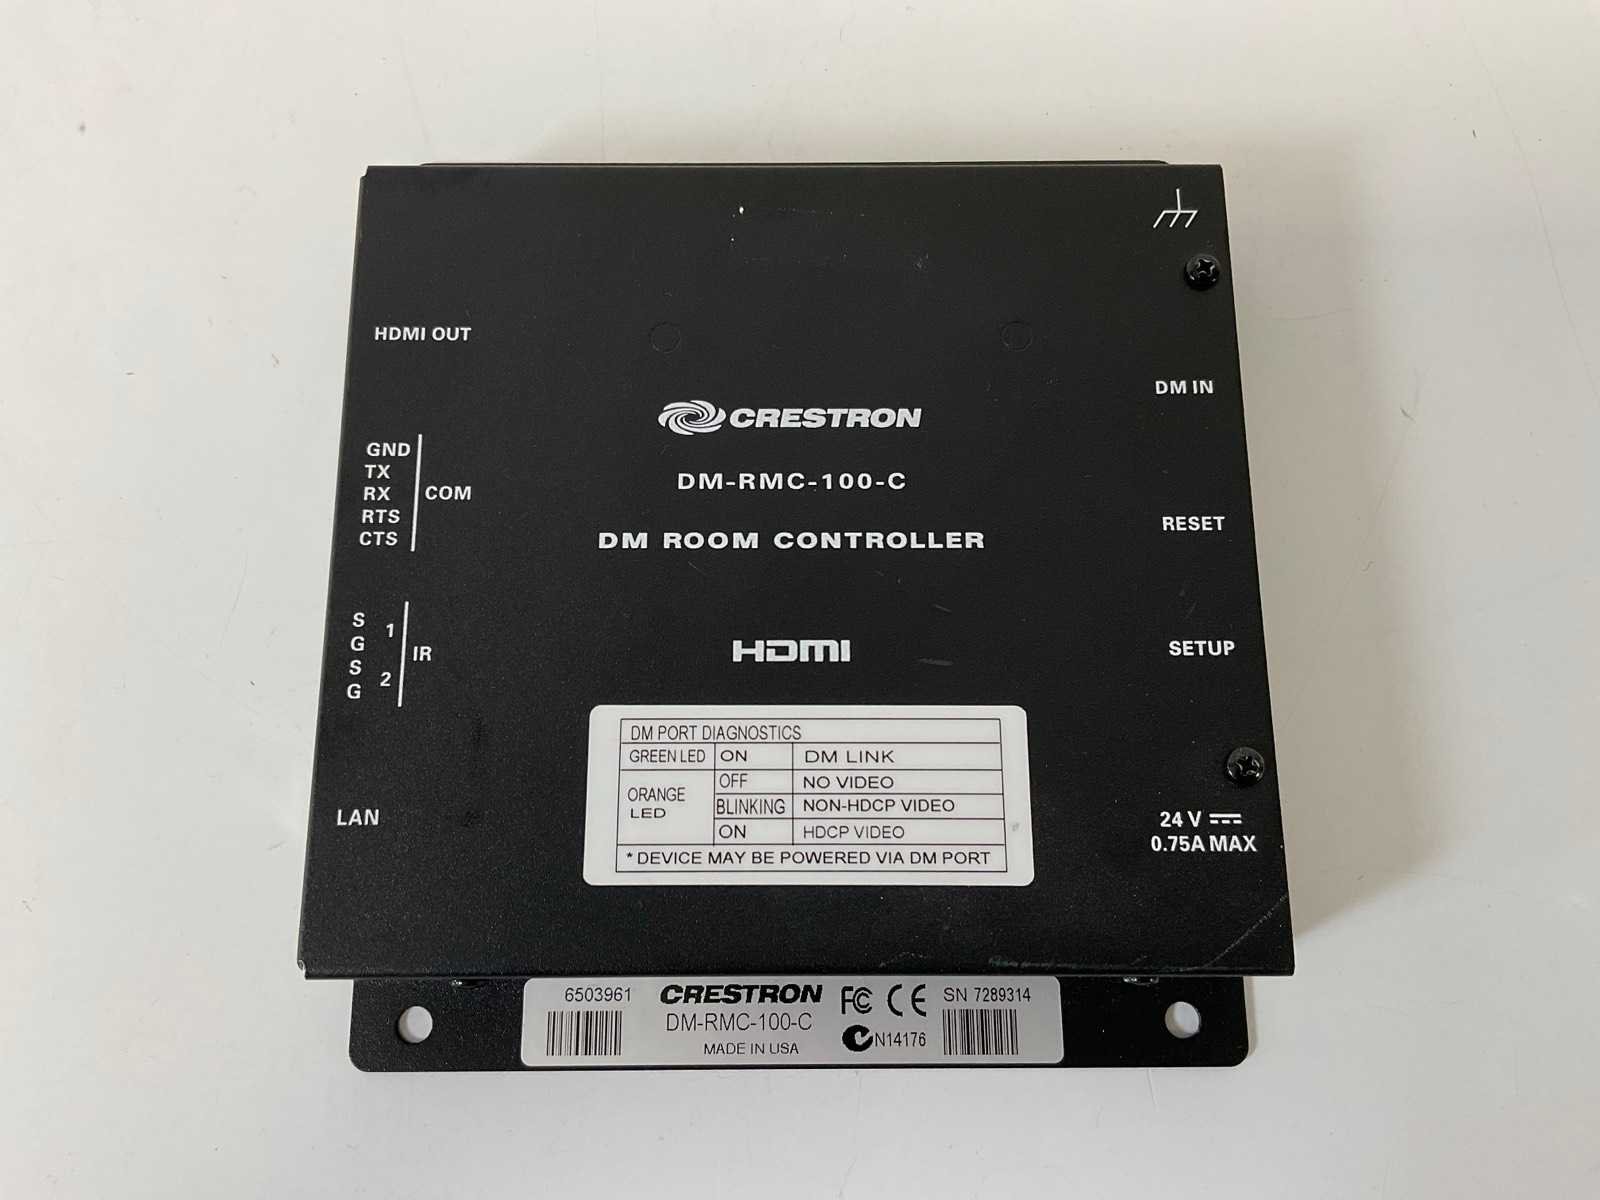 HDMI OUT
GND
TX
RX
RTS
CTS
COM
S
G
S
G
1
2
IR
LAN
CRESTRON
DM-RMC-100-C
DM ROOM CONTROLLER
HDMI
DM IN
RESET
SETUP
24 V
0.75A MAX
DM PORT DIAGNOSTICS
GREEN LED ON DM LINK
ORANGE LED
OFF NO VIDEO
BLINKING NON-HDCP VIDEO
ON HDCP VIDEO
* DEVICE MAY BE POWERED VIA DM PORT
6503961
CRESTRON
DM-RMC-100-C
MADE IN USA
FC CE
N14176
SN 7289314